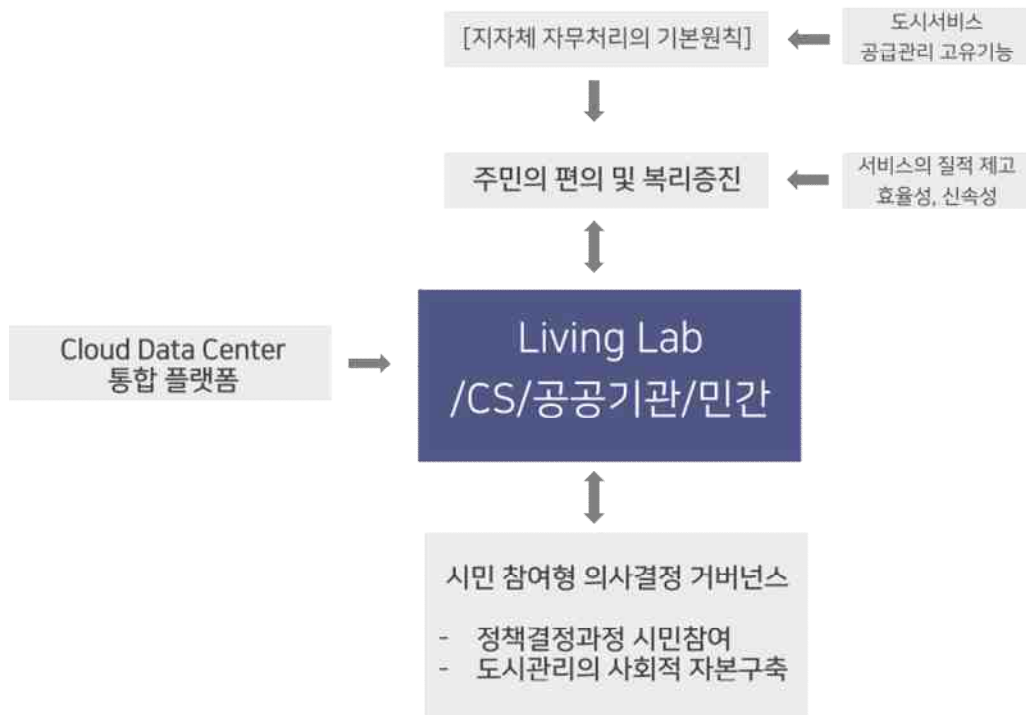 [지자체 자무처리의 기본원칙]
도시서비스
공급관리 고유기능
주민의 편의 및 복리증진
서비스의 질적 제고
효율성, 신속성
Cloud Data Center
통합 플랫폼
Living Lab
/CS/공공기관/민간
시민 참여형 의사결정 거버넌스
- 정책결정과정 시민참여
- 도시관리의 사회적 자본구축